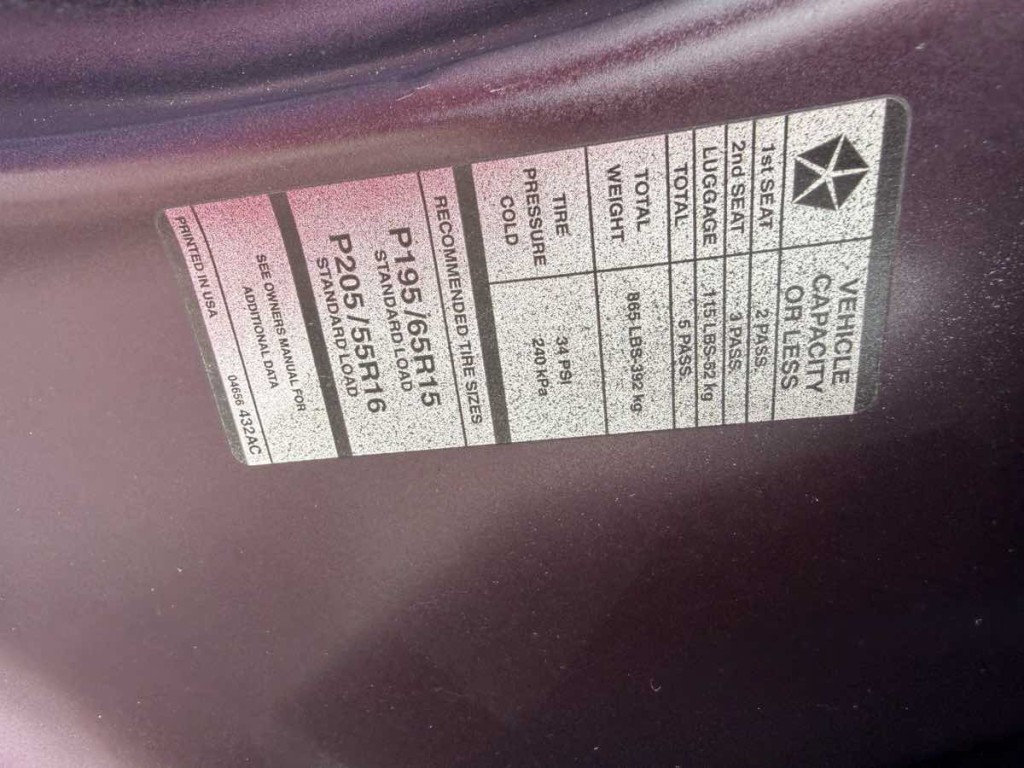 VEHICLE
CAPACITY
OR LESS
1st SEAT 2 PASS.
2nd SEAT 3 PASS.
LUGGAGE 115 LBS-52 kg
TOTAL 5 PASS.
TOTAL
WEIGHT 865 LBS-392 kg
TIRE
PRESSURE
COLD
34 PSI
240 kPa
RECOMMENDED TIRE SIZES
P195/65R15
STANDARD LOAD
P205/55R16
STANDARD LOAD
SEE OWNERS MANUAL FOR
ADDITIONAL DATA
PRINTED IN USA 04656 432AC